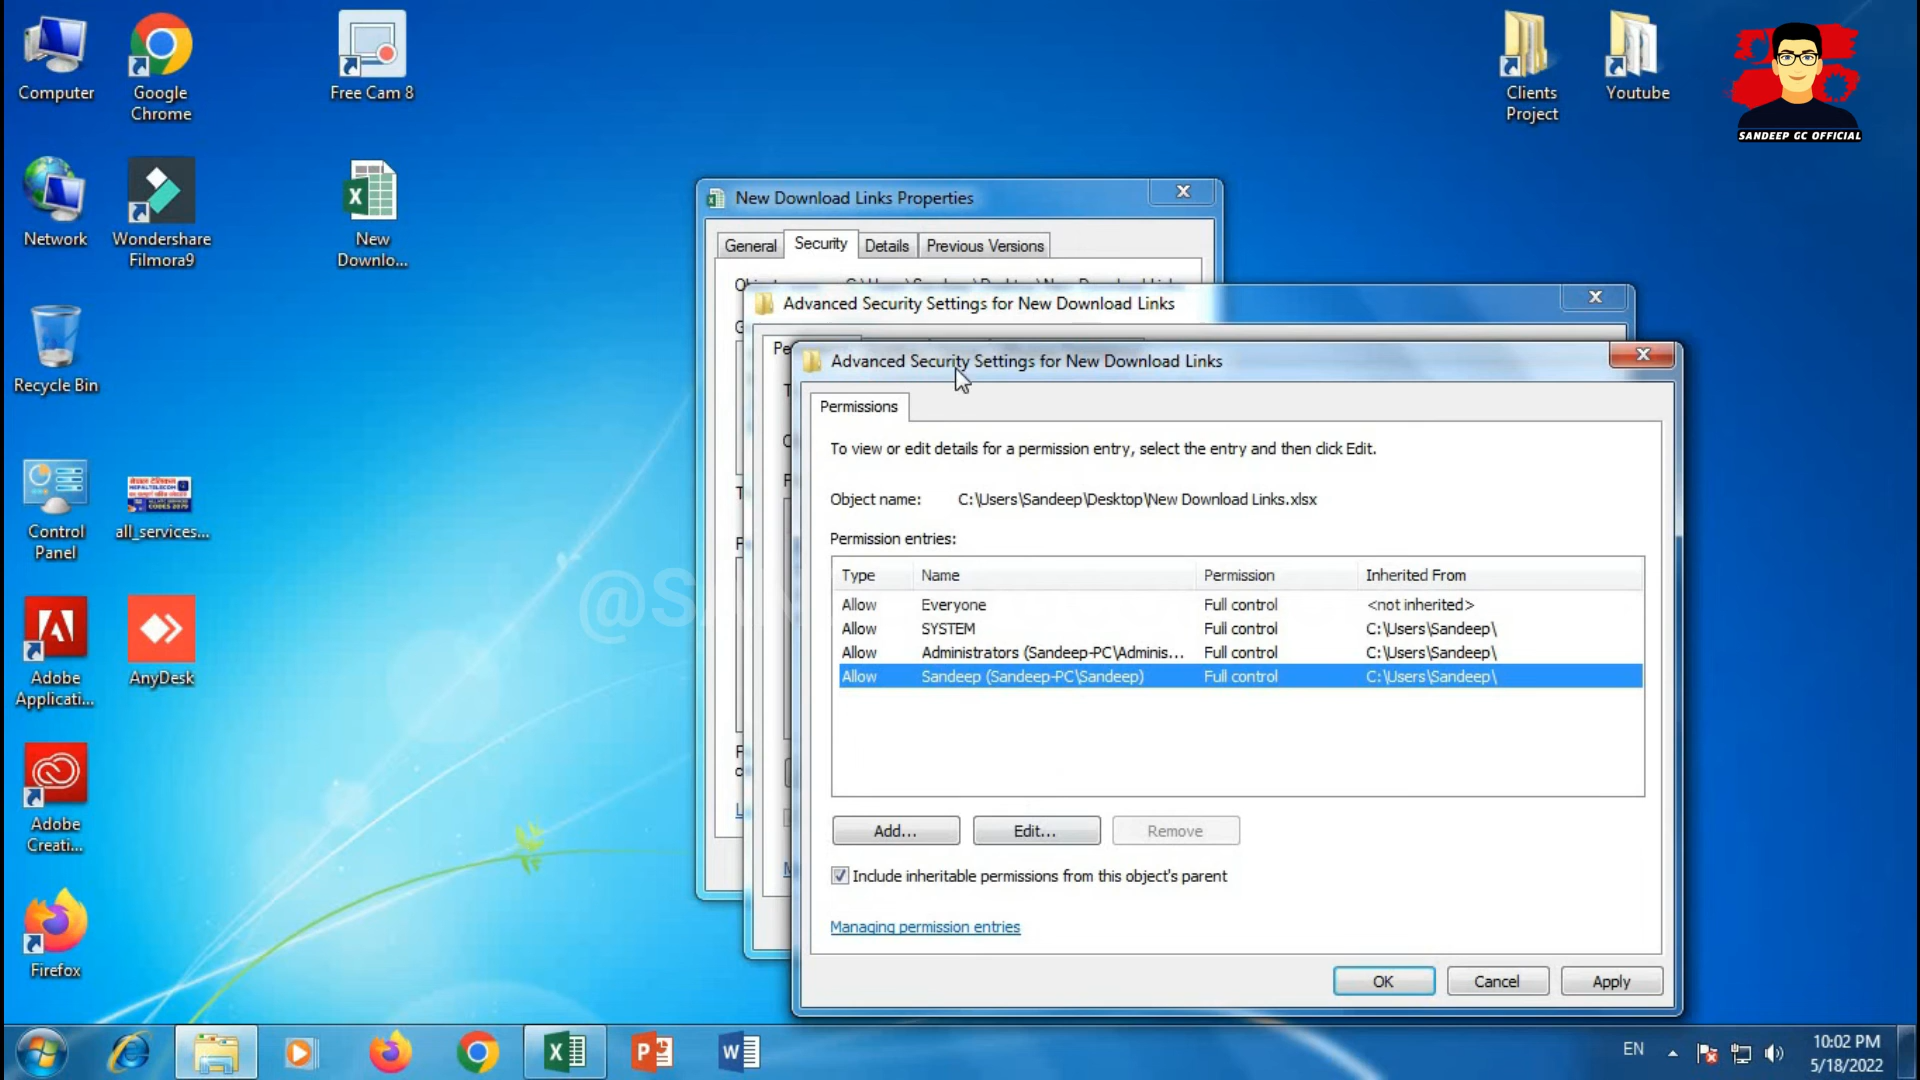 Computer
Google
Chrome
Free Cam 8
Clients
Project
Youtube
SANDEEP GC OFFICIAL
Network
Wondershare
Filmora9
New
Downlo...
Recycle Bin
Control
Panel
all_services...
Adobe
Applicati...
AnyDesk
Adobe
Creati...
Firefox
New Download Links Properties
General Security Details Previous Versions
Advanced Security Settings for New Download Links
Advanced Security Settings for New Download Links
Permissions
To view or edit details for a permission entry, select the entry and then click Edit.
Object name: C:\Users\Sandeep\Desktop\New Download Links.xlsx
Permission entries:
Type Name Permission Inherited From
Allow Everyone Full control <not inherited>
Allow SYSTEM Full control C:\Users\Sandeep\
Allow Administrators (Sandeep-PC\Adminis... Full control C:\Users\Sandeep\
Allow Sandeep (Sandeep-PC\Sandeep) Full control C:\Users\Sandeep\
Add... Edit... Remove
Include inheritable permissions from this object's parent
Managing permission entries
OK Cancel Apply
EN
10:02 PM
5/18/2022